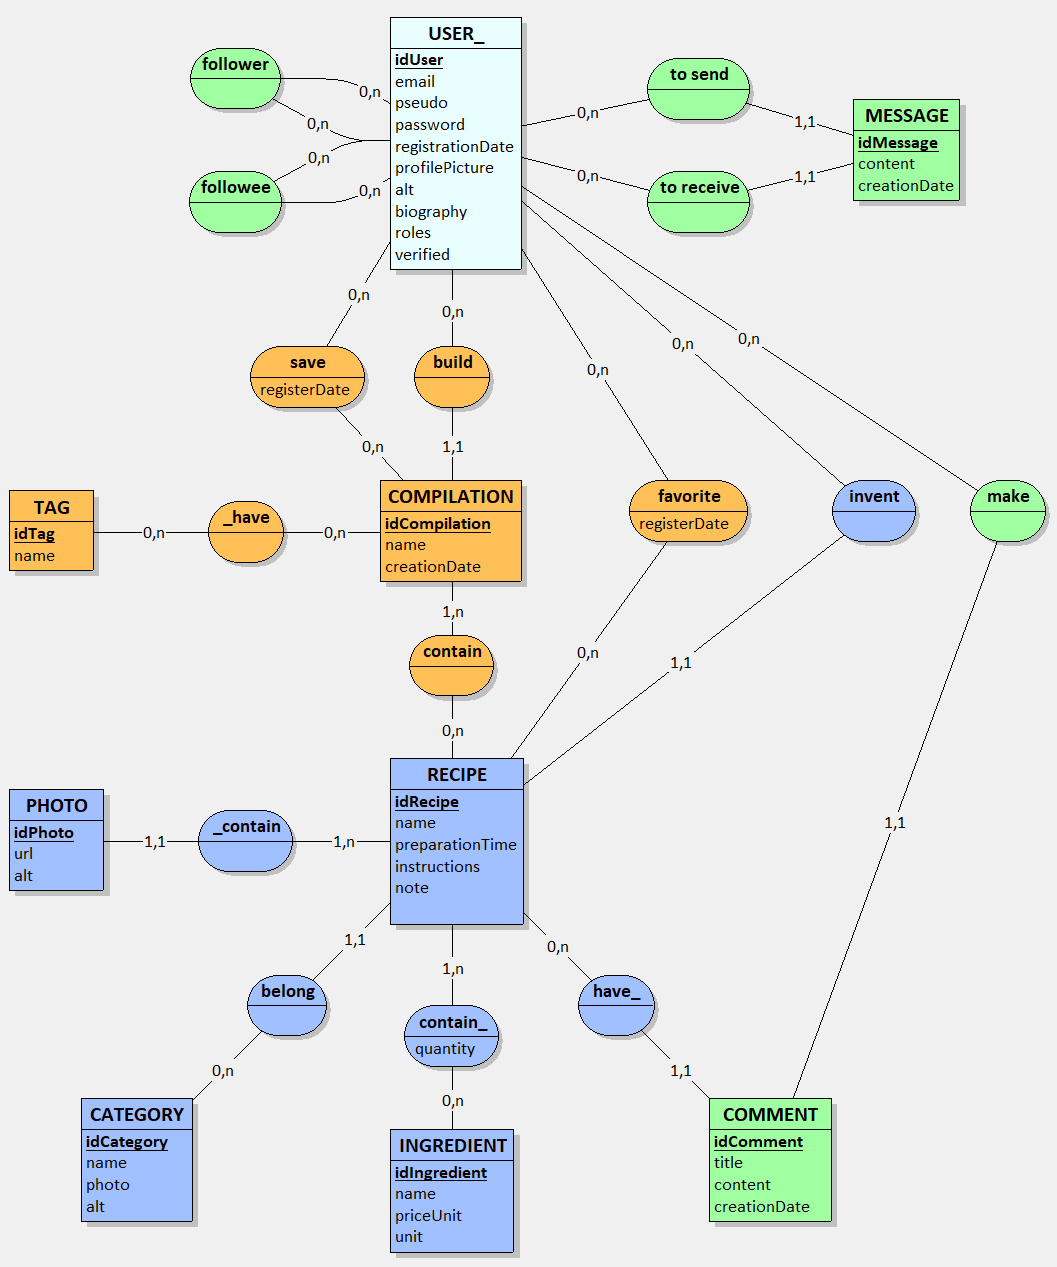 USER_
idUser
email
pseudo
password
registrationDate
profilePicture
alt
biography
roles
verified
follower
0,n
0,n
followee
0,n
0,n
to send
0,n
1,1
to receive
0,n
1,1
MESSAGE
idMessage
content
creationDate
0,n
save
registerDate
0,n
0,n
build
1,1
0,n
favorite
registerDate
0,n
0,n
invent
1,1
0,n
make
1,1
TAG
idTag
name
0,n
_have
0,n
COMPILATION
idCompilation
name
creationDate
1,n
contain
0,n
RECIPE
idRecipe
name
preparationTime
instructions
note
PHOTO
idPhoto
url
alt
1,1
_contain
1,n
1,1
belong
0,n
1,n
contain_
quantity
0,n
0,n
have_
1,1
CATEGORY
idCategory
name
photo
alt
INGREDIENT
idIngredient
name
priceUnit
unit
COMMENT
idComment
title
content
creationDate